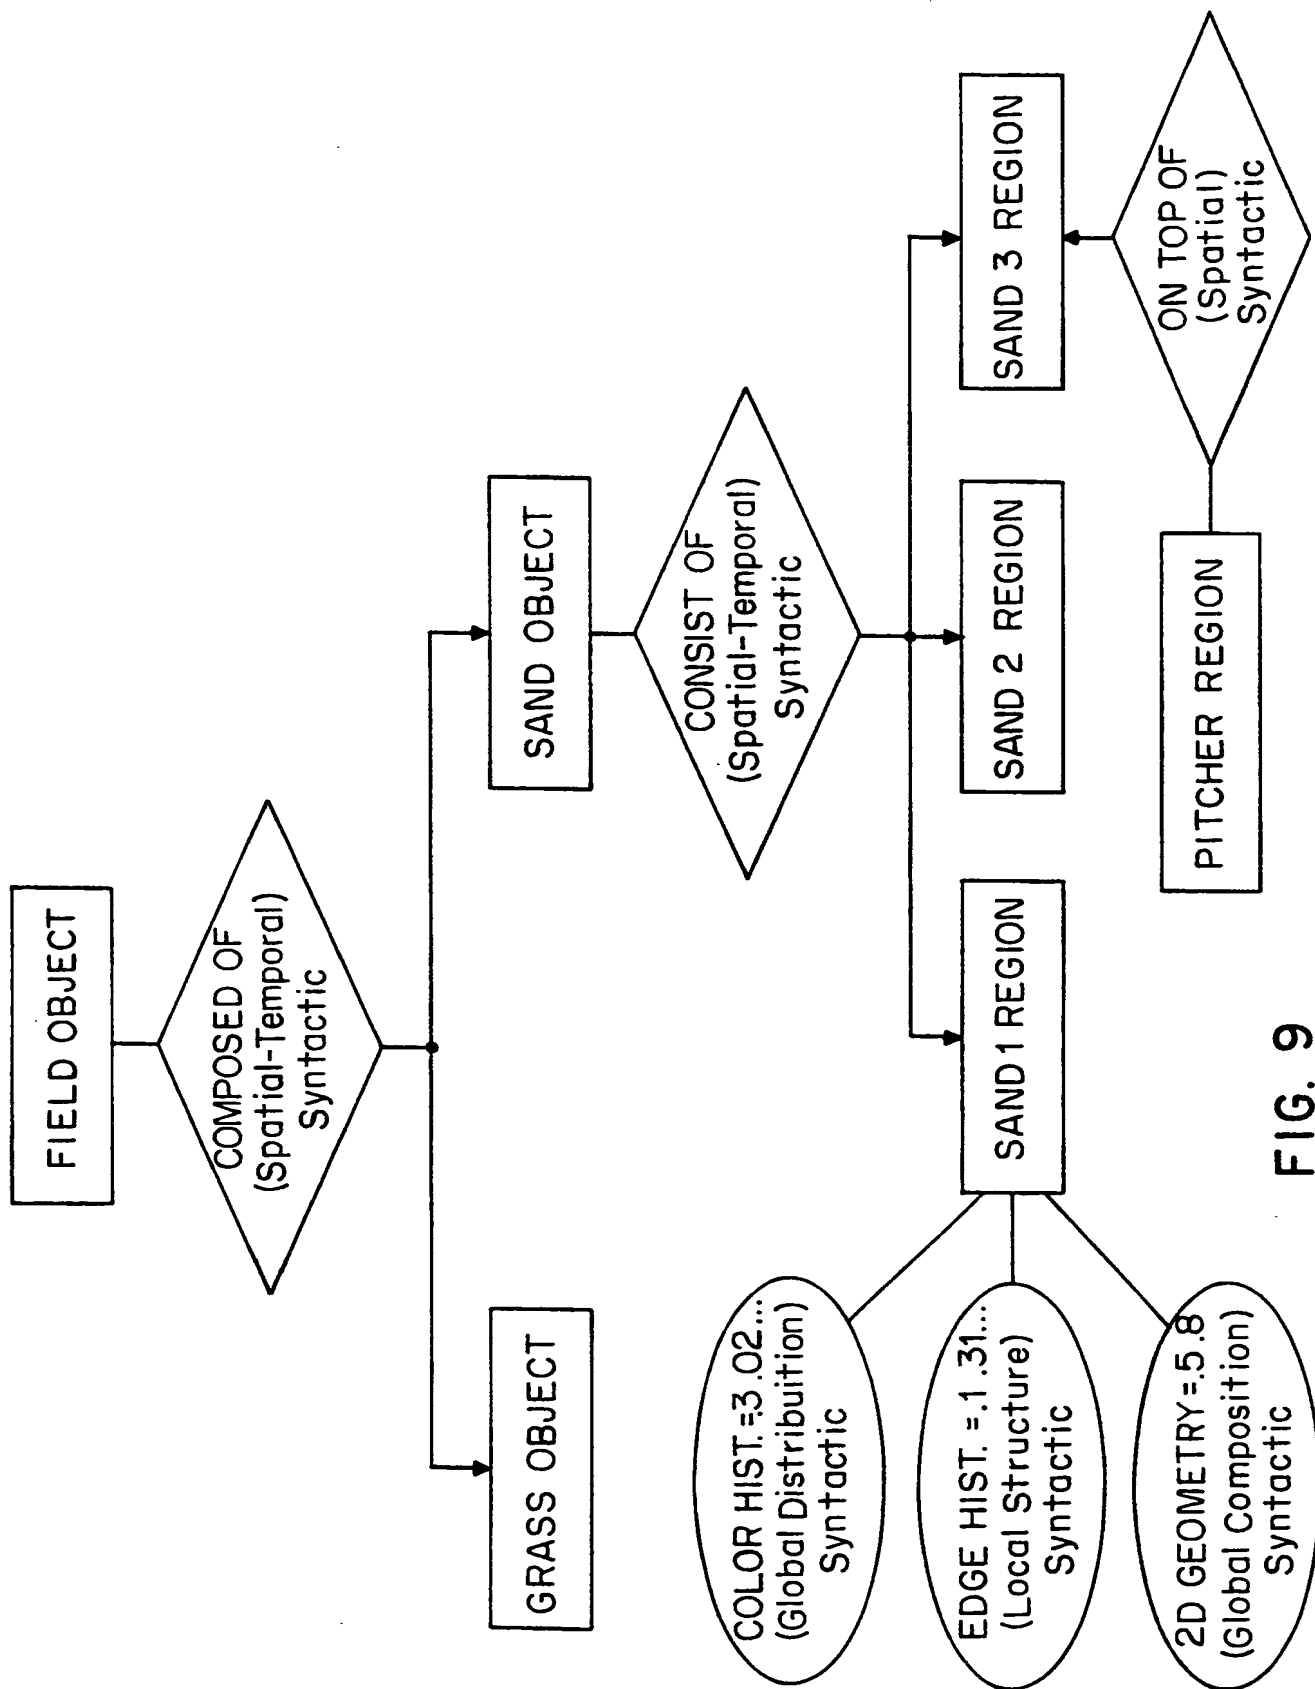 FIELD OBJECT
COMPOSED OF
(Spatial-Temporal)
Syntactic
GRASS OBJECT
SAND OBJECT
CONSIST OF
(Spatial-Temporal)
Syntactic
COLOR HIST.=.3.02...
(Global Distribution)
Syntactic
EDGE HIST. =.1.31...
(Local Structure)
Syntactic
2D GEOMETRY=.5.8
(Global Composition)
Syntactic
SAND 1 REGION
SAND 2 REGION
SAND 3 REGION
PITCHER REGION
ON TOP OF
(Spatial)
Syntactic
FIG. 9